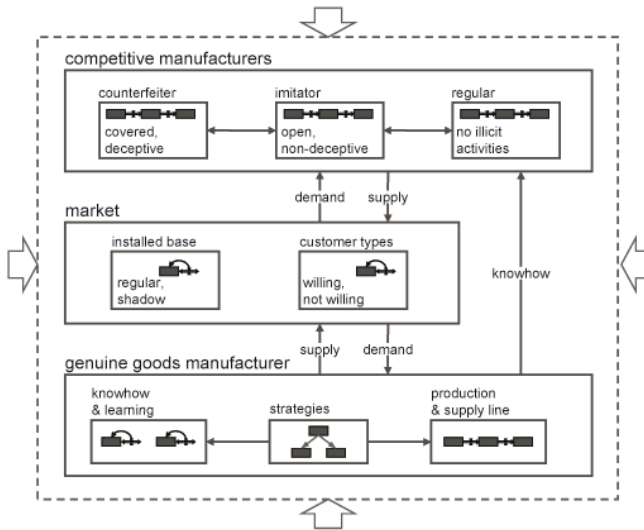 competitive manufacturers
counterfeiter
imitator
regular
covered,
deceptive
open,
non-deceptive
no illicit
activities
demand
supply
market
installed base
customer types
regular,
shadow
willing,
not willing
knowhow
supply
demand
genuine goods manufacturer
knowhow
& learning
strategies
production
& supply line